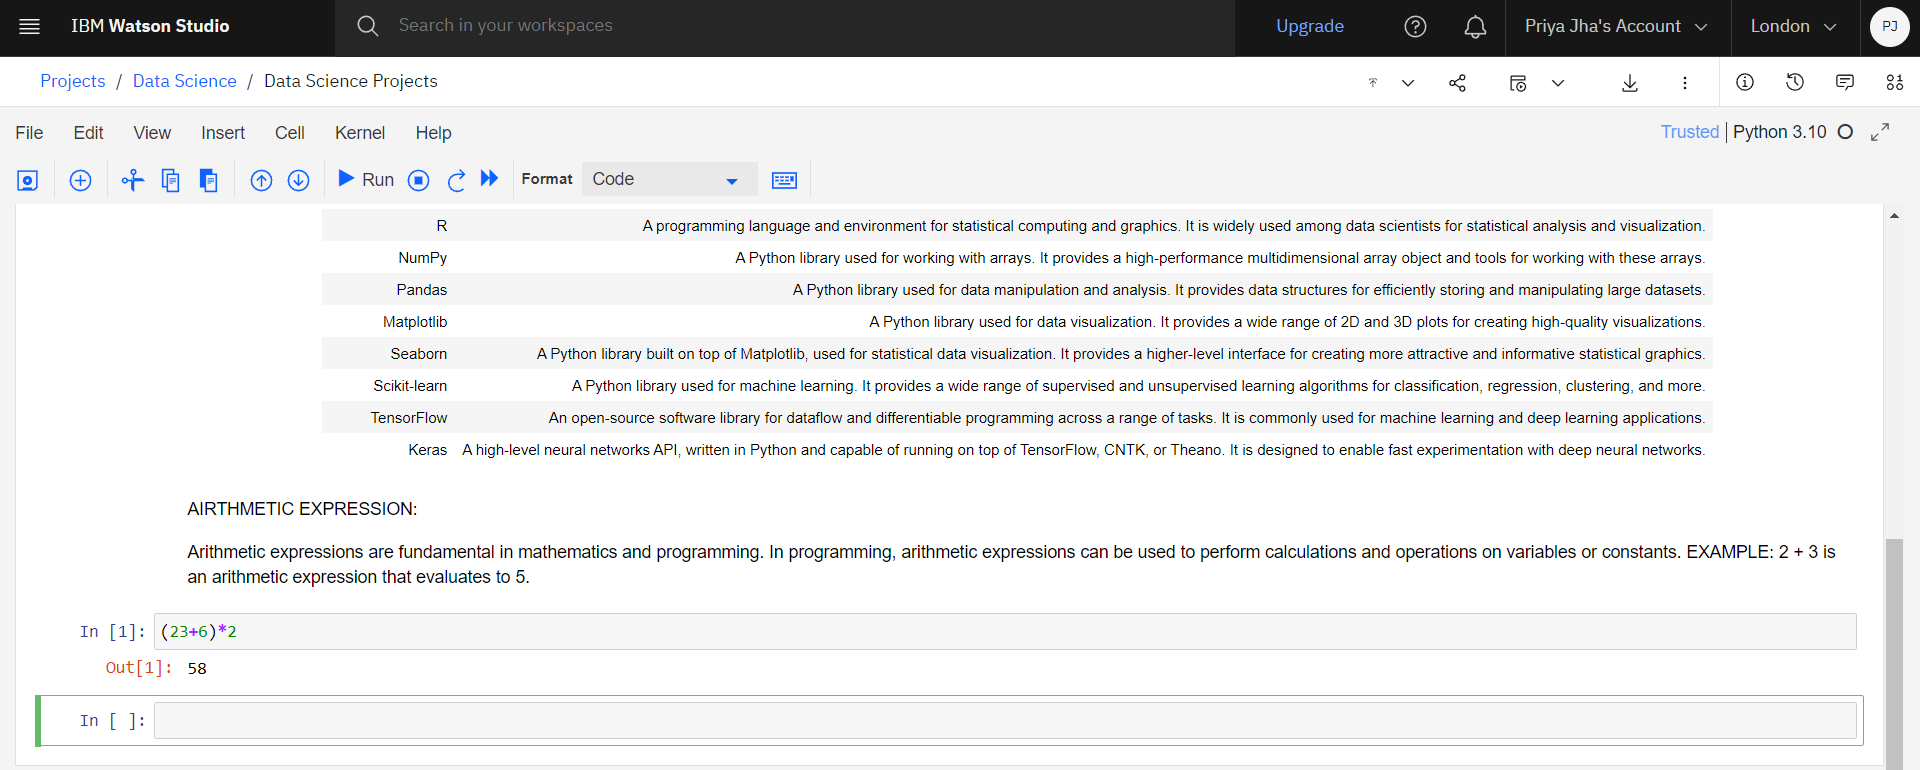 IBM Watson Studio
Search in your workspaces
Upgrade
Priya Jha's Account
London
PJ
Projects / Data Science / Data Science Projects
File Edit View Insert Cell Kernel Help
Trusted | Python 3.10
Run
Format
Code
R A programming language and environment for statistical computing and graphics. It is widely used among data scientists for statistical analysis and visualization.
NumPy A Python library used for working with arrays. It provides a high-performance multidimensional array object and tools for working with these arrays.
Pandas A Python library used for data manipulation and analysis. It provides data structures for efficiently storing and manipulating large datasets.
Matplotlib A Python library used for data visualization. It provides a wide range of 2D and 3D plots for creating high-quality visualizations.
Seaborn A Python library built on top of Matplotlib, used for statistical data visualization. It provides a higher-level interface for creating more attractive and informative statistical graphics.
Scikit-learn A Python library used for machine learning. It provides a wide range of supervised and unsupervised learning algorithms for classification, regression, clustering, and more.
TensorFlow An open-source software library for dataflow and differentiable programming across a range of tasks. It is commonly used for machine learning and deep learning applications.
Keras A high-level neural networks API, written in Python and capable of running on top of TensorFlow, CNTK, or Theano. It is designed to enable fast experimentation with deep neural networks.
AIRTHMETIC EXPRESSION:
Arithmetic expressions are fundamental in mathematics and programming. In programming, arithmetic expressions can be used to perform calculations and operations on variables or constants. EXAMPLE: 2 + 3 is
an arithmetic expression that evaluates to 5.
In [1]: (23+6)*2
Out[1]: 58
In [ ]: